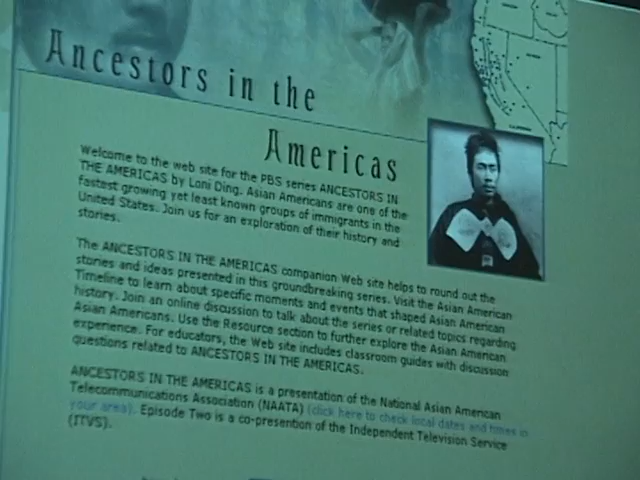 Ancestors in the
Americas
Welcome to the web site for the PBS series ANCESTORS IN
THE AMERICAS by Loni Ding. Asian Americans are one of the
fastest growing yet least known groups of immigrants in the
United States. Join us for an exploration of their history and
stories.
The ANCESTORS IN THE AMERICAS companion Web site helps to round out the
stories and ideas presented in this groundbreaking series. Visit the Asian American
Timeline to learn about specific moments and events that shaped Asian American
history. Join an online discussion to talk about the series or related topics regarding
Asian Americans. Use the Resource section to further explore the Asian American
experience. For educators, the Web site includes classroom guides with discussion
questions related to ANCESTORS IN THE AMERICAS.
ANCESTORS IN THE AMERICAS is a presentation of the National Asian American
Telecommunications Association (NAATA) (click here to check local dates and times in
your area). Episode Two is a co-presention of the Independent Television Service
(ITVS).